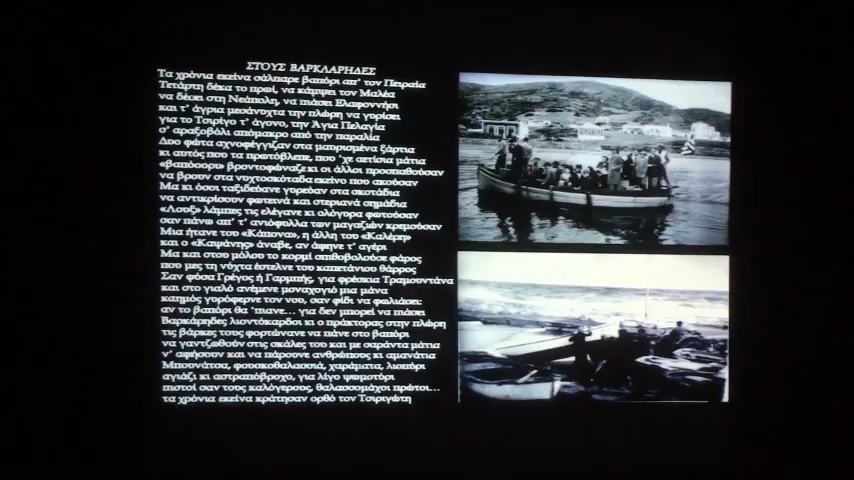 ΣΤΟΥΣ ΒΑΡΚΑΡΗΔΕΣ
Τα χρόνια εκείνα σάλπαρε βαπόρι απ' τον Πειραία
Τετάρτη δέκα το πρωί, να κάμψει τον Μαλέα
να δέσει στη Νεάπολη, να πιάσει Ελαφοννήσι
και τ' άγρια μεσάνυχτα την πλώρη να γυρίσει
για το Τσιρίγο τ' άγονο, την Άγια Πελαγία
σ' αραξοβόλι απόμακρο από την παραλία
Δυο φώτα αχνοφέγγιζαν στα μαυρισμένα ξάρτια
κι αυτός που τα πρωτόβλεπε, που 'χε αετίσια μάτια
«βαπόοορι» βροντοφώναζε κι οι άλλοι προσπαθούσαν
να βρουν στα νυχτοσκόταδα εκείνο που ακούσαν
Μα κι όσοι ταξιδεύανε γυρεύαν στα σκοτάδια
να αντικρίσουν φωτεινά και στεριανά σημάδια
«Λουξ» λάμπες τις ελέγανε κι ολόγυρα φωτούσαν
σαν πάνω απ' τ' ανιόφυλλα των μαγαζιών κρεμούσαν
Μια ήτανε του «Κάπονα», η άλλη του «Καλέρη»
και ο «Καψάνης» άναβε, αν άφηνε τ' αγέρι
Μα και στου μόλου το κορμί σπιθοβολούσε φάρος
που μες τη νύχτα έστελνε του καπετάνιου θάρρος
Σαν φύσα Γρέγος ή Γαρμπής, για φρέσκια Τραμουντάνα
και στο γιαλό ανέμενε μοναχογιό μια μάνα
καημός γυρόφερνε τον νου, σαν φίδι να φωλιάσει:
αν το βαπόρι θα 'πιανε... για δεν μπορεί να πιάσει
Βαρκάρηδες λιοντόκαρδοι κι ο πράκτορας στην πλώρη
τις βάρκες τους φορτώνανε να πάνε στο βαπόρι
να γαντζωθούν στις σκάλες του και με σαράντα μάτια
ν' αφήσουν και να πάρουνε ανθρώπους κι αμανάτια
Μπουνάτσα, φουσκοθαλασσιά, χαράματα, λιοπύρι
αγιάζι κι αστραπόβροχο, για λίγο ψωμοτύρι
πιστοί σαν τους καλόγερους, θαλασσομάχοι πρώτοι...
τα χρόνια εκείνα κράτησαν ορθό τον Τσιριγώτη